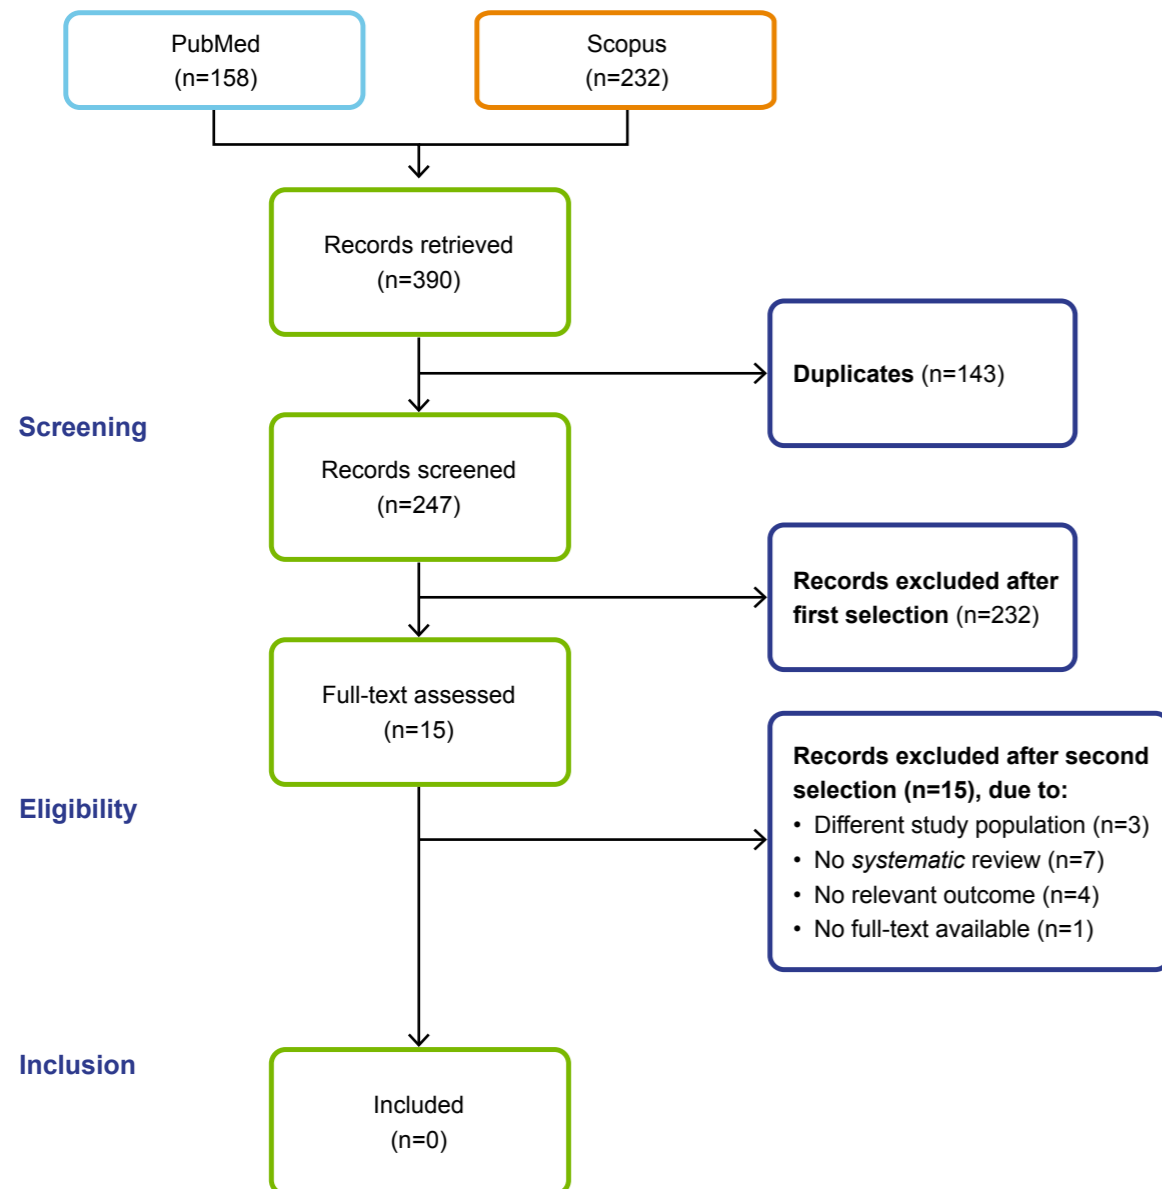 PubMed
(n=158)
Scopus
(n=232)
Records retrieved
(n=390)
Duplicates (n=143)
Screening
Records screened
(n=247)
Records excluded after
first selection (n=232)
Full-text assessed
(n=15)
Records excluded after second
selection (n=15), due to:
• Different study population (n=3)
• No systematic review (n=7)
• No relevant outcome (n=4)
• No full-text available (n=1)
Eligibility
Inclusion
Included
(n=0)